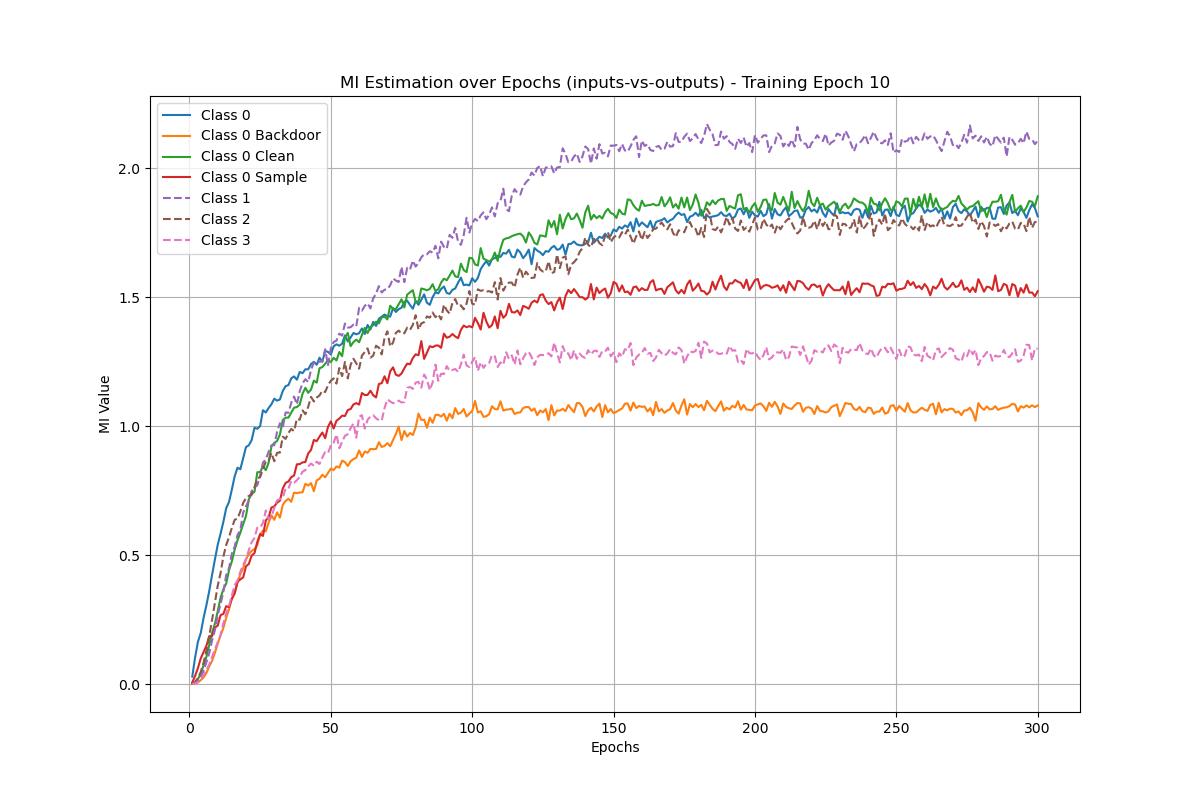 MI Estimation over Epochs (inputs-vs-outputs) - Training Epoch 10
Class 0
Class 0 Backdoor
Class 0 Clean
Class 0 Sample
Class 1
Class 2
Class 3
MI Value
2.0
1.5
1.0
0.5
0.0
0 50 100 150 200 250 300
Epochs